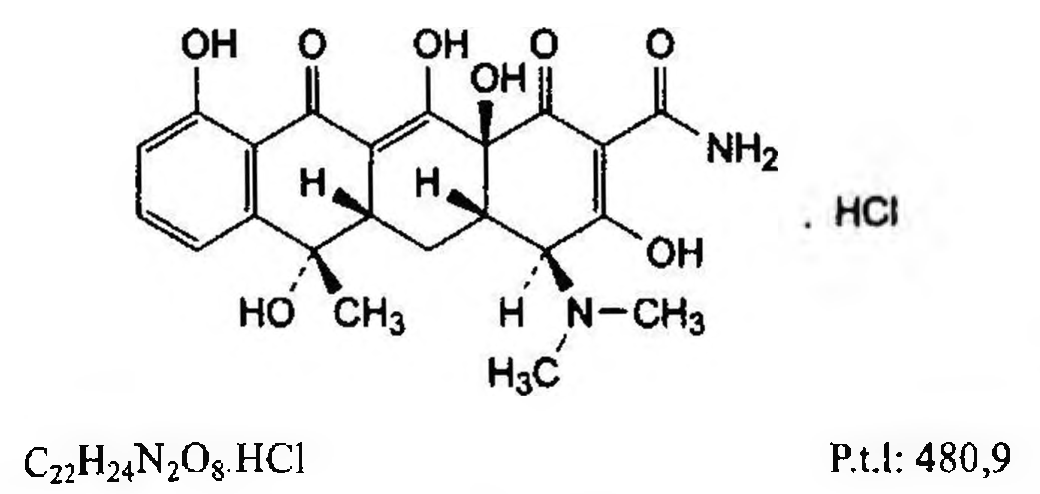 OH O OH OH O O
NH₂
H H
. HCl
OH
HO CH₃ H N CH₃
H₃C
C₂₂H₂₄N₂O₈.HCl P.t.l: 480,9